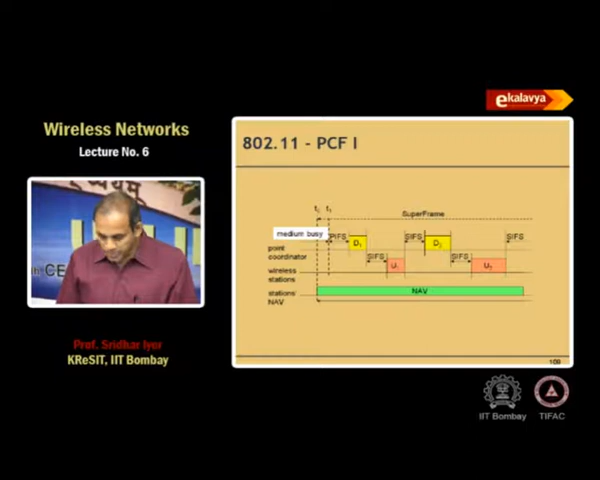 ekalavya
Wireless Networks
Lecture No. 6
802.11 - PCF I
t₁
SuperFrame
medium busy
PIFS
D₁
SIFS
D₂
SIFS
point
coordinator
SIFS
U₁
SIFS
U₂
wireless
stations
stations'
NAV
NAV
Prof. Sridhar Iyer
KReSIT, IIT Bombay
109
IIT Bombay
TIFAC